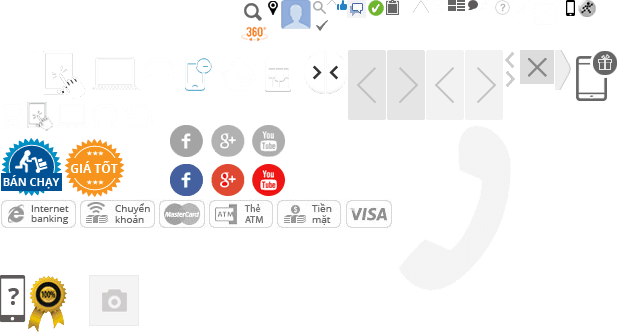 360°
?
BÁN CHẠY
GIÁ TỐT
f
g+
You
Tube
f
g+
You
Tube
Internet
banking
Chuyển
khoản
MasterCard
ATM
Thẻ
ATM
$
Tiền
mặt
VISA
?
100%